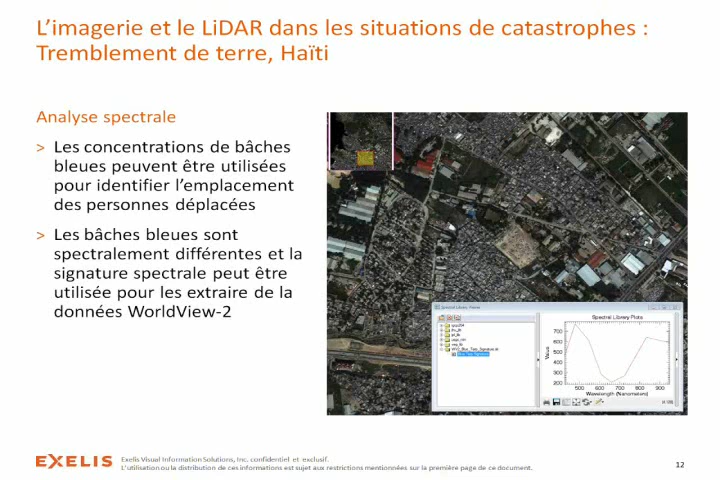 L’imagerie et le LiDAR dans les situations de catastrophes :
Tremblement de terre, Haïti
Analyse spectrale
> Les concentrations de bâches
bleues peuvent être utilisées
pour identifier l’emplacement
des personnes déplacées
> Les bâches bleues sont
spectralement différentes et la
signature spectrale peut être
utilisée pour les extraire de la
données WorldView-2
Spectral Library Plots
Value
700
600
500
400
300
200
500 600 700 800 900
Wavelength (Nanometers)
EXELIS
Exelis Visual Information Solutions, Inc. confidentiel et exclusif.
L’utilisation ou la distribution de ces informations est sujet aux restrictions mentionnées sur la première page de ce document.
12